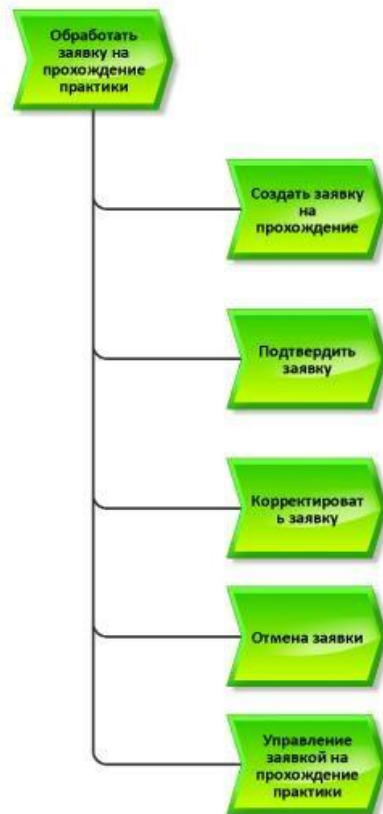 Обработать
заявку на
прохождение
практики
Создать заявку
на
прохождение
Подтвердить
заявку
Корректироват
ь заявку
Отмена заявки
Управление
заявкой на
прохождение
практики